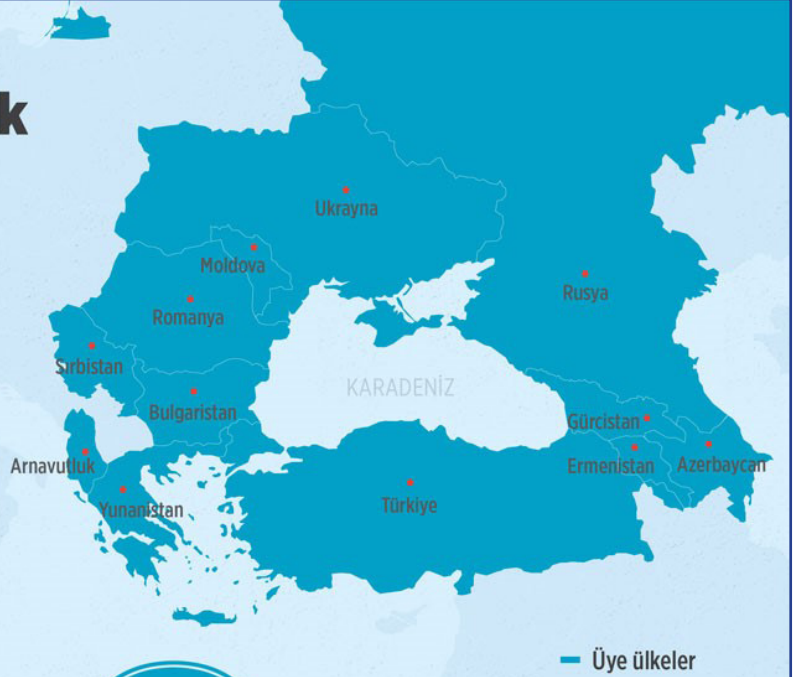 k
Ukrayna
Moldova
Rusya
Romanya
Sırbistan
KARADENİZ
Bulgaristan
Gürcistan
Arnavutluk
Ermenistan
Azerbaycan
Yunanistan
Türkiye
Üye ülkeler